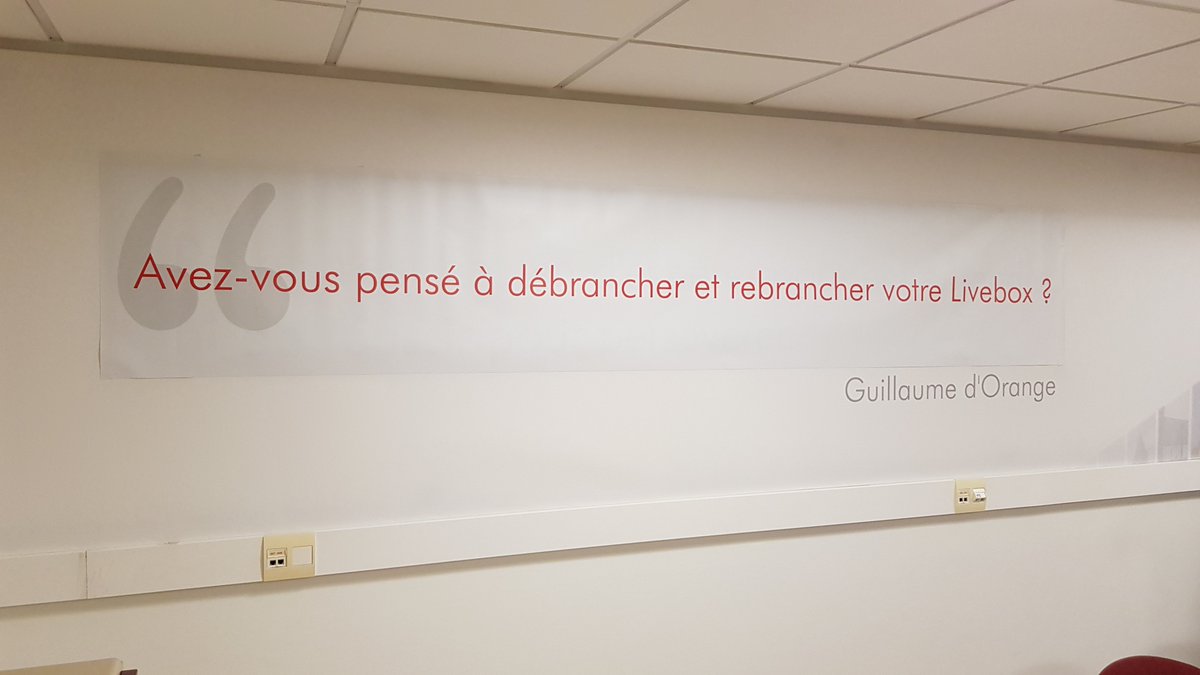 “
Avez-vous pensé à débrancher et rebrancher votre Livebox ?
Guillaume d'Orange